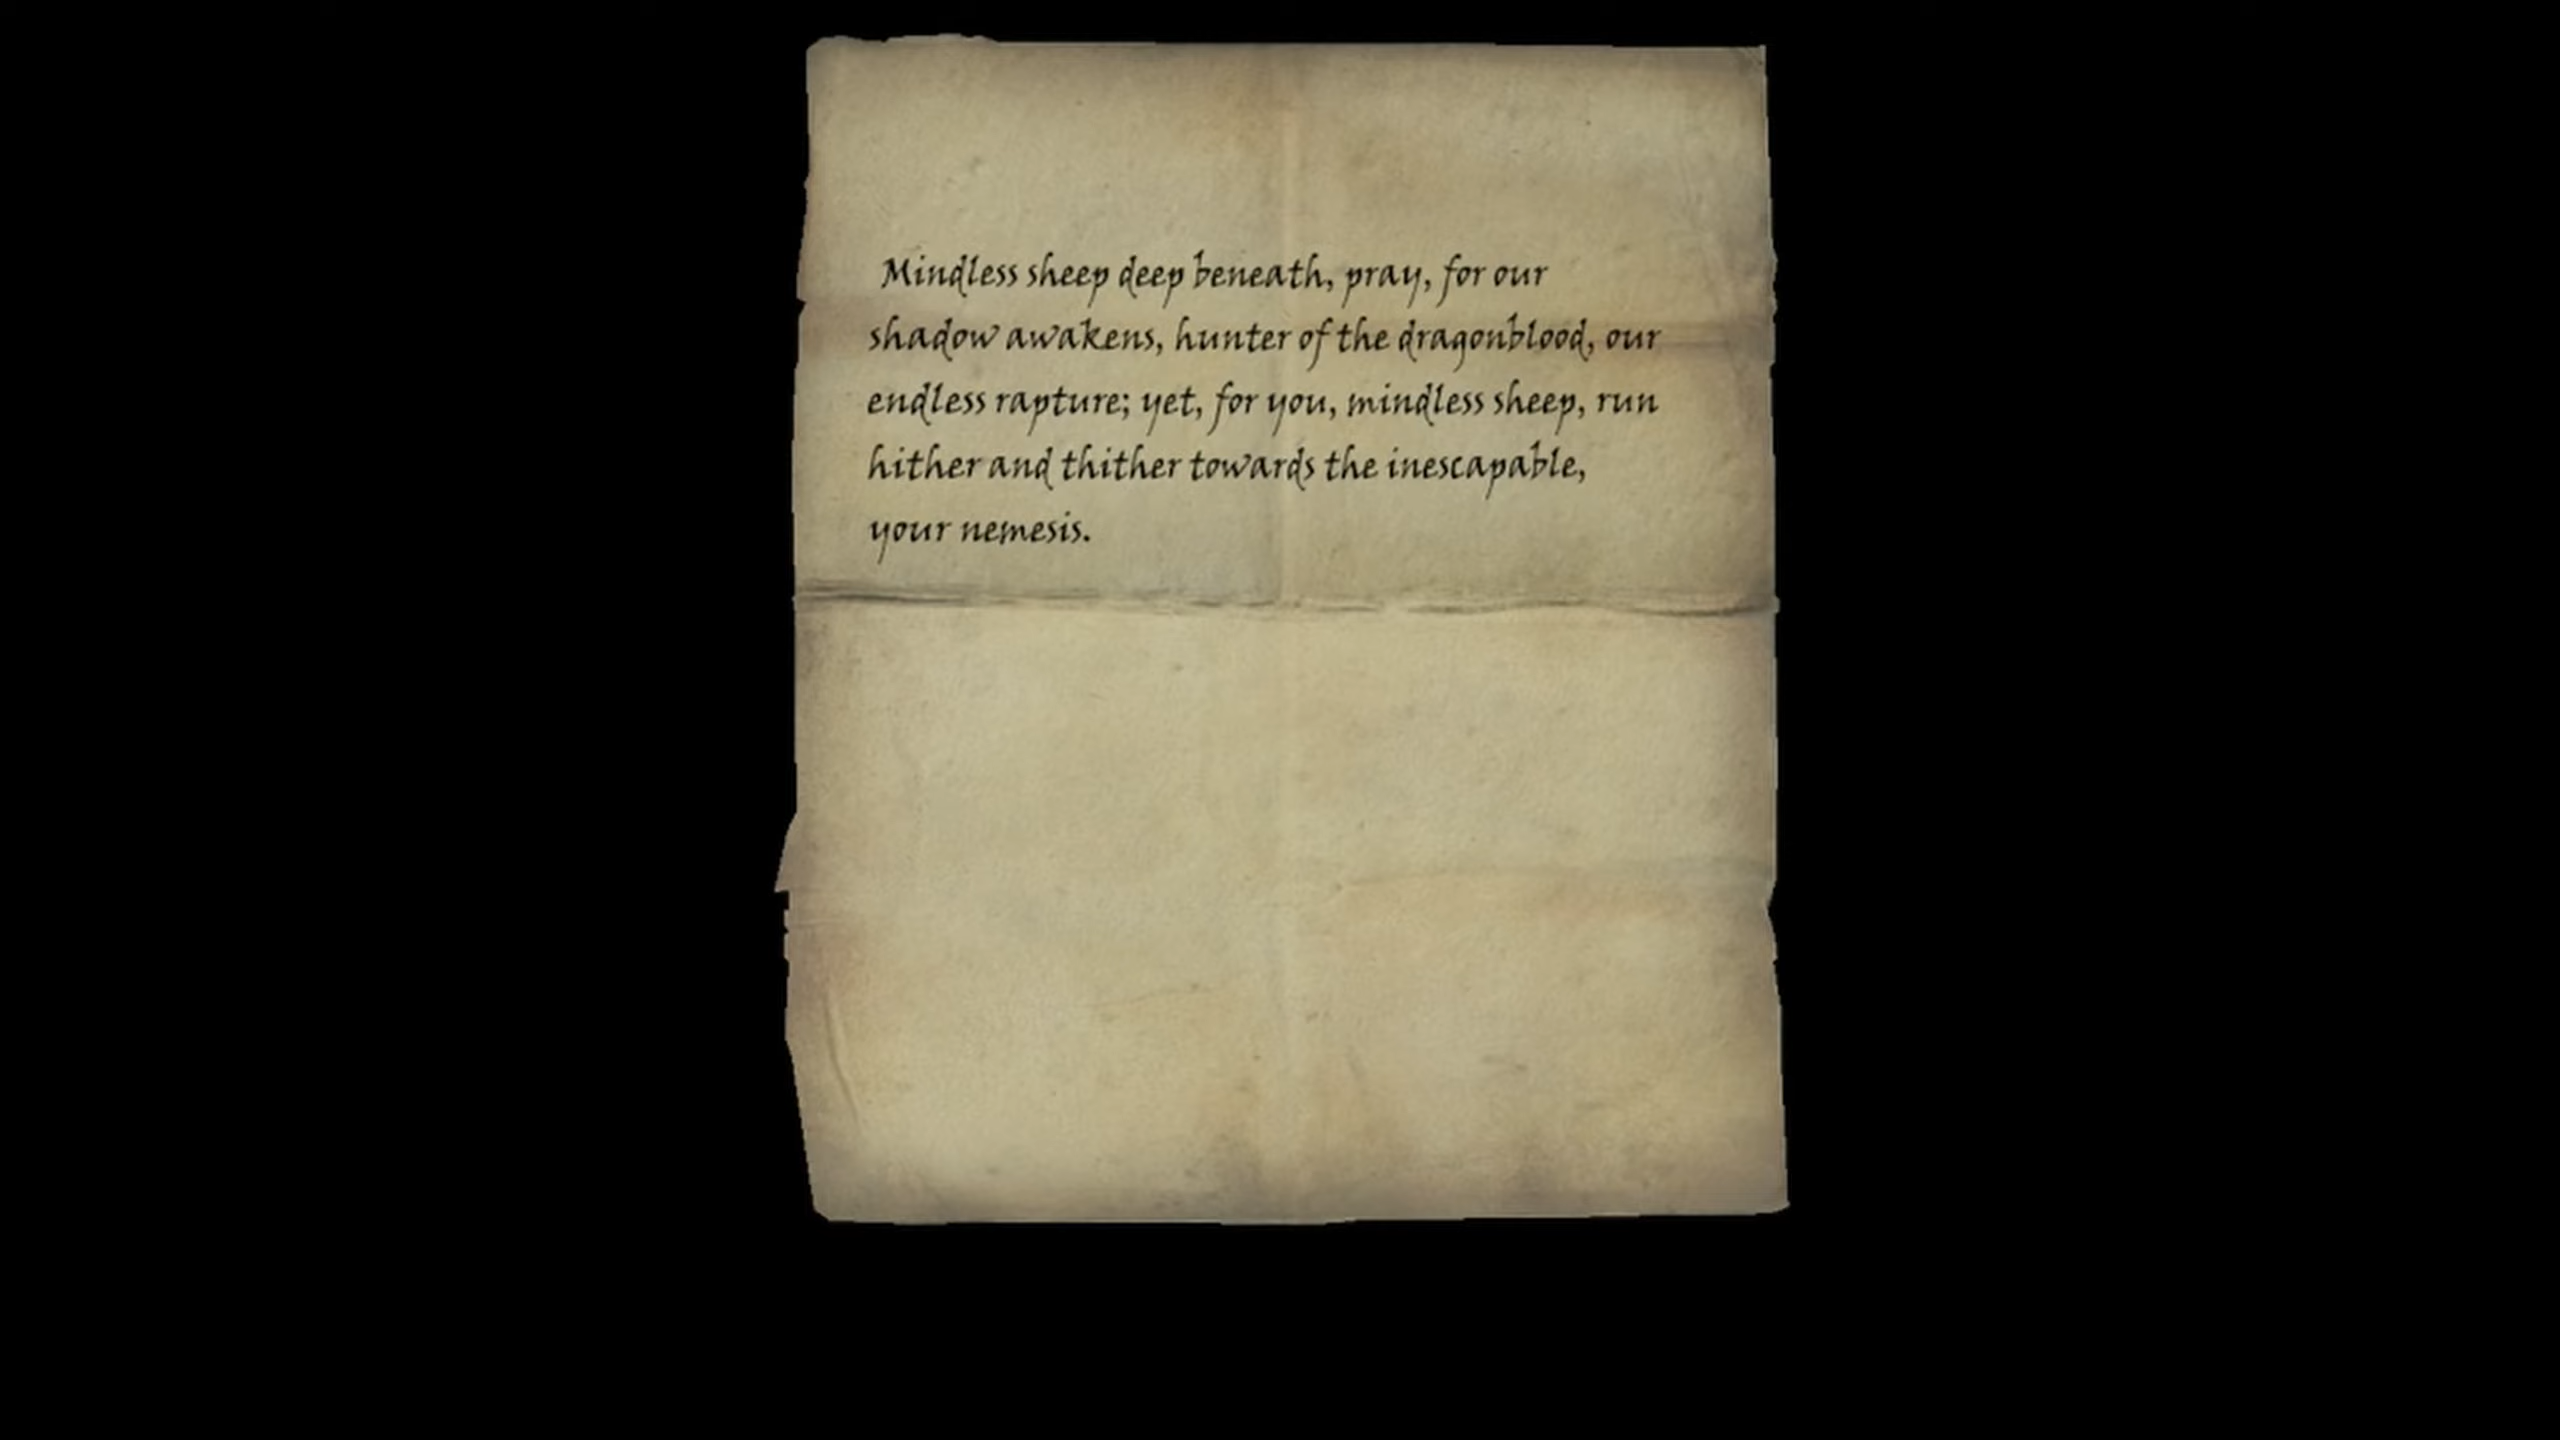 Mindless sheep deep beneath, pray, for our
shadow awakens, hunter of the dragonblood, our
endless rapture; yet, for you, mindless sheep, run
hither and thither towards the inescapable,
your nemesis.